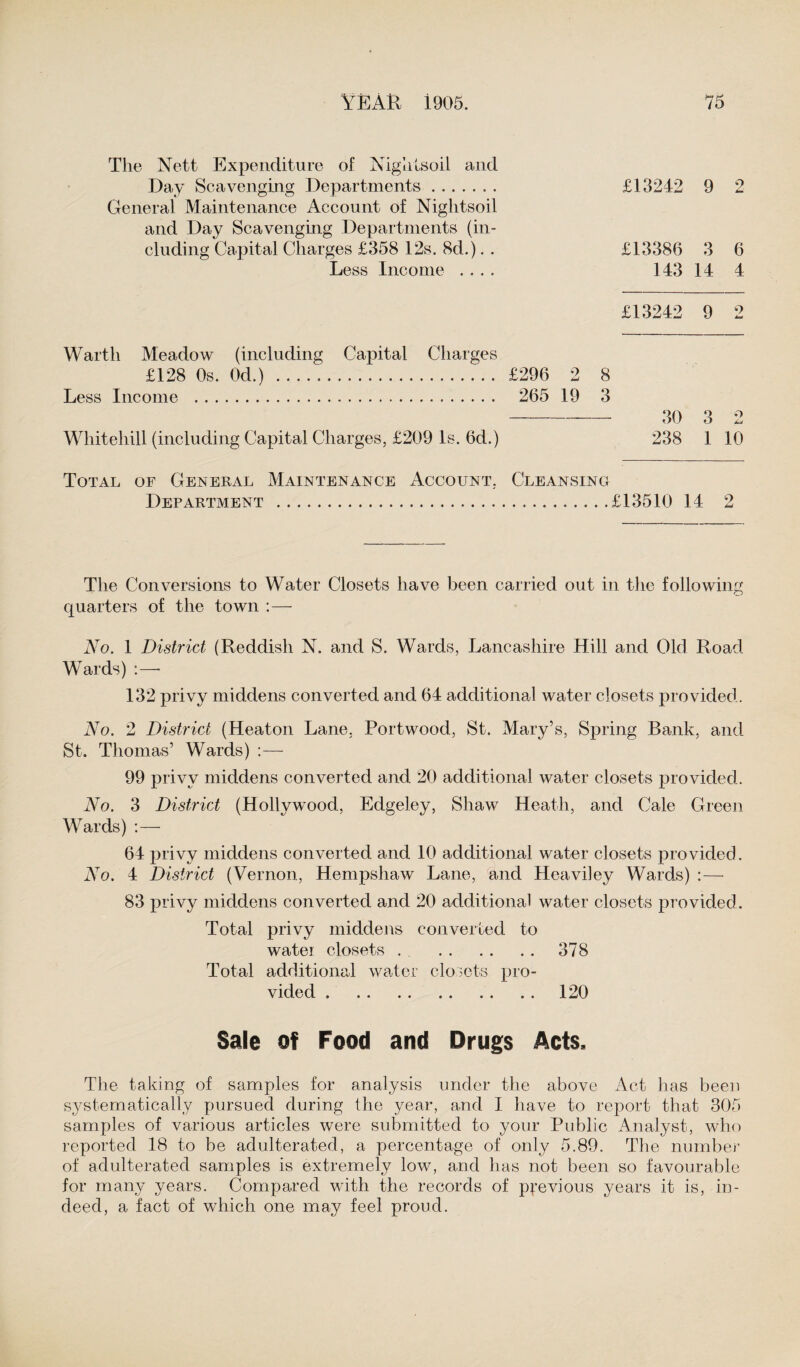 YEAR 1905. 75
The Nett Expenditure of Nightsoil and
Day Scavenging Departments ....... £13242 9 2
General Maintenance Account of Nightsoil
and Day Scavenging Departments (in-
cluding Capital Charges £358 12s. 8d.). . £13386 3 6
Less Income .... 143 14 4
£13242 9 2
Warth Meadow (including Capital Charges
£128 0s. 0d.) ........................ £296 2 8
Less Income ................................ 265 19 3
30 3 2
Whitehill (including Capital Charges, £209 1s. 6d.) 238 1 10
Total of General Maintenance Account, Cleansing
Department ....................................£13510 14 2
The Conversions to Water Closets have been carried out in the following
quarters of the town :—
No. 1 District (Reddish N. and S. Wards, Lancashire Hill and Old Road
Wards) :—
132 privy middens converted and 64 additional water closets provided.
No. 2 District (Heaton Lane, Portwood, St. Mary's, Spring Bank, and
St. Thomas' Wards) :—
99 privy middens converted and 20 additional water closets provided.
No. 3 District (Hollywood, Edgeley, Shaw Heath, and Cale Green
Wards) :—
64 privy middens converted and 10 additional water closets provided.
No. 4 District (Vernon, Hempshaw Lane, and Heaviley Wards) :—
83 privy middens converted and 20 additional water closets provided.
Total privy middens converted to
water closets . .. .. .. .. 378
Total additional water closets pro-
vided . .. .. .. .. .. .. 120
Sale of Food and Drugs Acts.
The taking of samples for analysis under the above Act has been
systematically pursued during the year, and I have to report that 305
samples of various articles were submitted to your Public Analyst, who
reported 18 to be adulterated, a percentage of only 5.89. The number
of adulterated samples is extremely low, and has not been so favourable
for many years. Compared with the records of previous years it is, in-
deed, a fact of which one may feel proud.